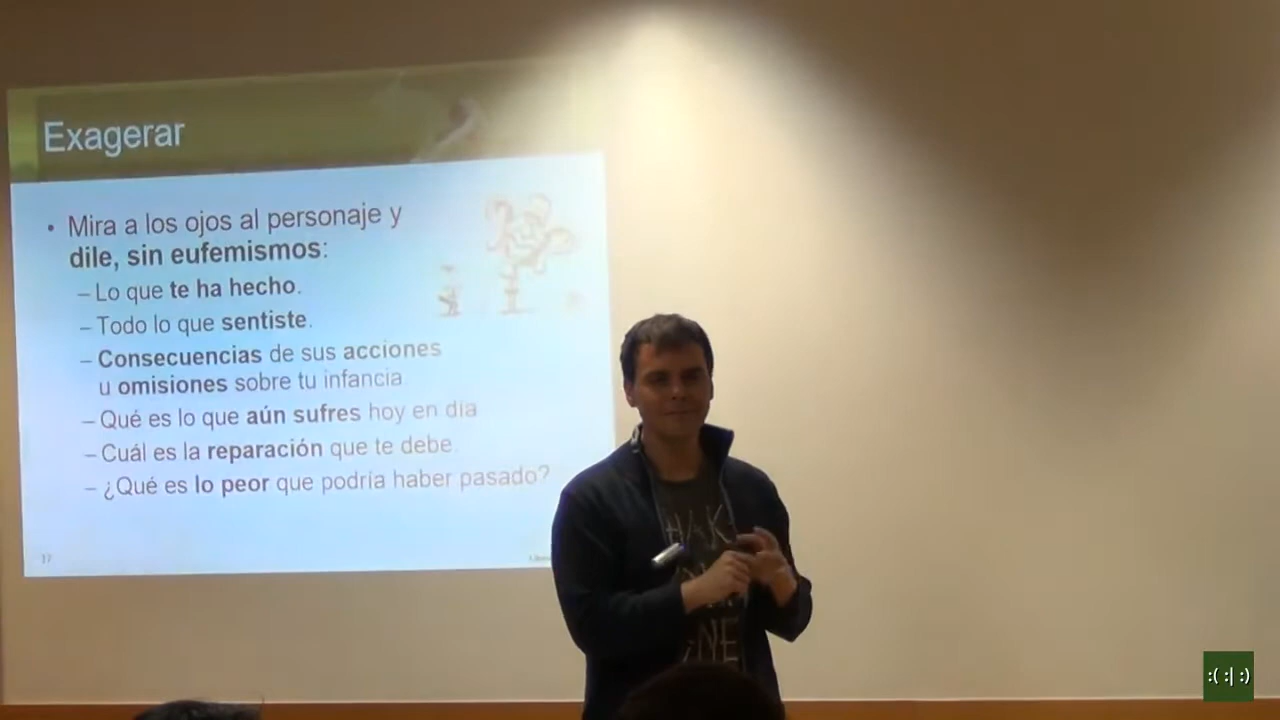 Exagerar
• Mira a los ojos al personaje y
dile, sin eufemismos:
– Lo que te ha hecho.
– Todo lo que sentiste.
– Consecuencias de sus acciones
u omisiones sobre tu infancia.
– Qué es lo que aún sufres hoy en día
– Cuál es la reparación que te debe.
– ¿Qué es lo peor que podría haber pasado?
17
:( :| :)